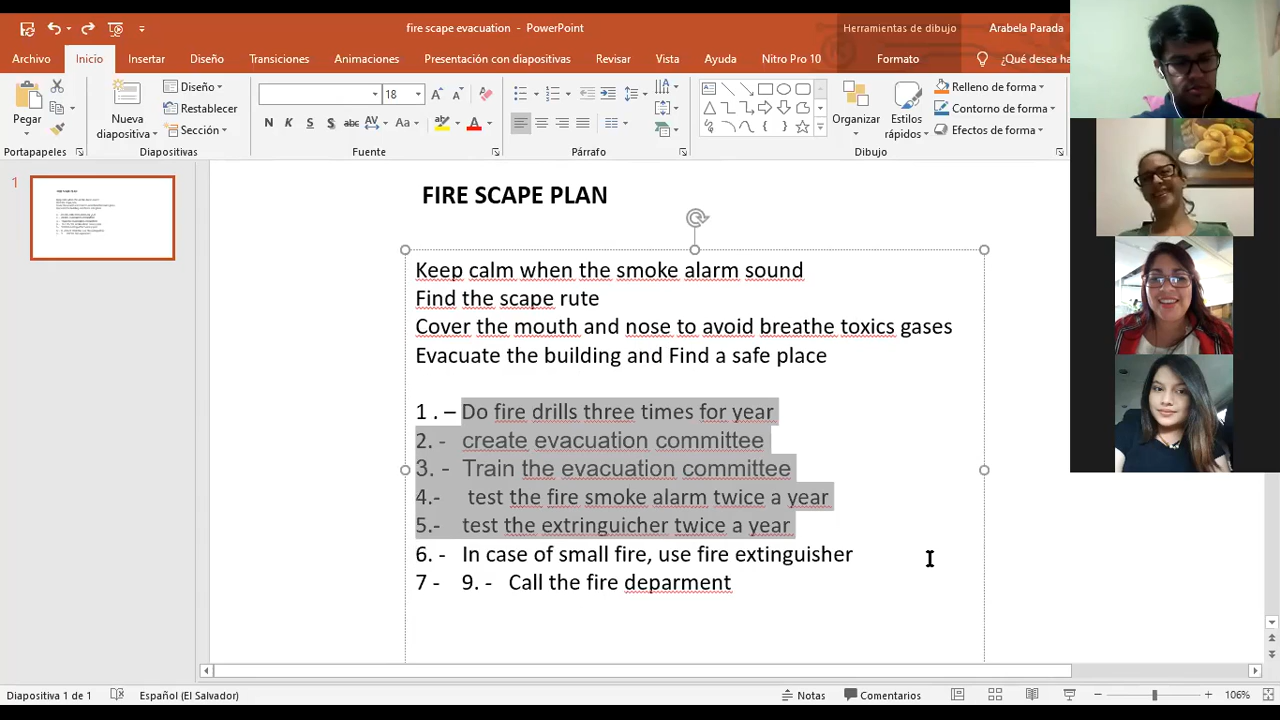 fire scape evacuation - PowerPoint
Herramientas de dibujo
Arabela Parada
Archivo Inicio Insertar Diseño Transiciones Animaciones Presentación con diapositivas Revisar Vista Ayuda Nitro Pro 10 Formato ¿Qué desea ha
Pegar
Portapapeles
Nueva diapositiva
Diseño
Restablecer
Sección
Diapositivas
18
N K S abc AV Aa A
Fuente
Párrafo
Organizar
Estilos rápidos
Relleno de forma
Contorno de forma
Efectos de forma
Dibujo
1
FIRE SCAPE PLAN
Keep calm when the smoke alarm sound
Find the scape rute
Cover the mouth and nose to avoid breathe toxics gases
Evacuate the building and Find a safe place
1 . – Do fire drills three times for year
2. - create evacuation committee
3. - Train the evacuation committee
4.- test the fire smoke alarm twice a year
5.- test the extringuicher twice a year
6. - In case of small fire, use fire extinguisher
7 - 9. - Call the fire deparment
Diapositiva 1 de 1 Español (El Salvador) Notas Comentarios 106%